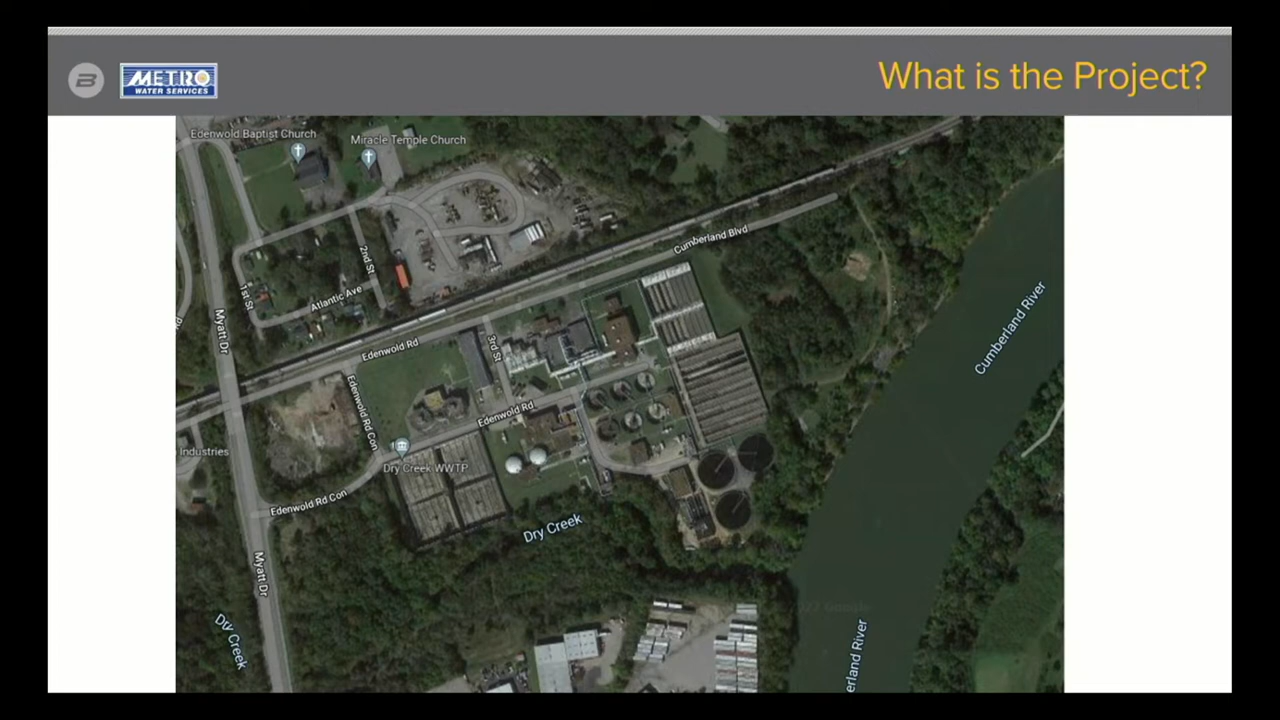 B
METRO
WATER SERVICES
What is the Project?
Edenwold Baptist Church
Miracle Temple Church
Cumberland Blvd
2nd St
1st St
Atlantic Ave
Myatt Dr
Cumberland River
Edenwold Rd
3rd St
Edenwold Rd Con
Edenwold Rd
Industries
Dry Creek WWTP
Edenwold Rd Con
Dry Creek
Myatt Dr
Google
Dry Creek
erland River